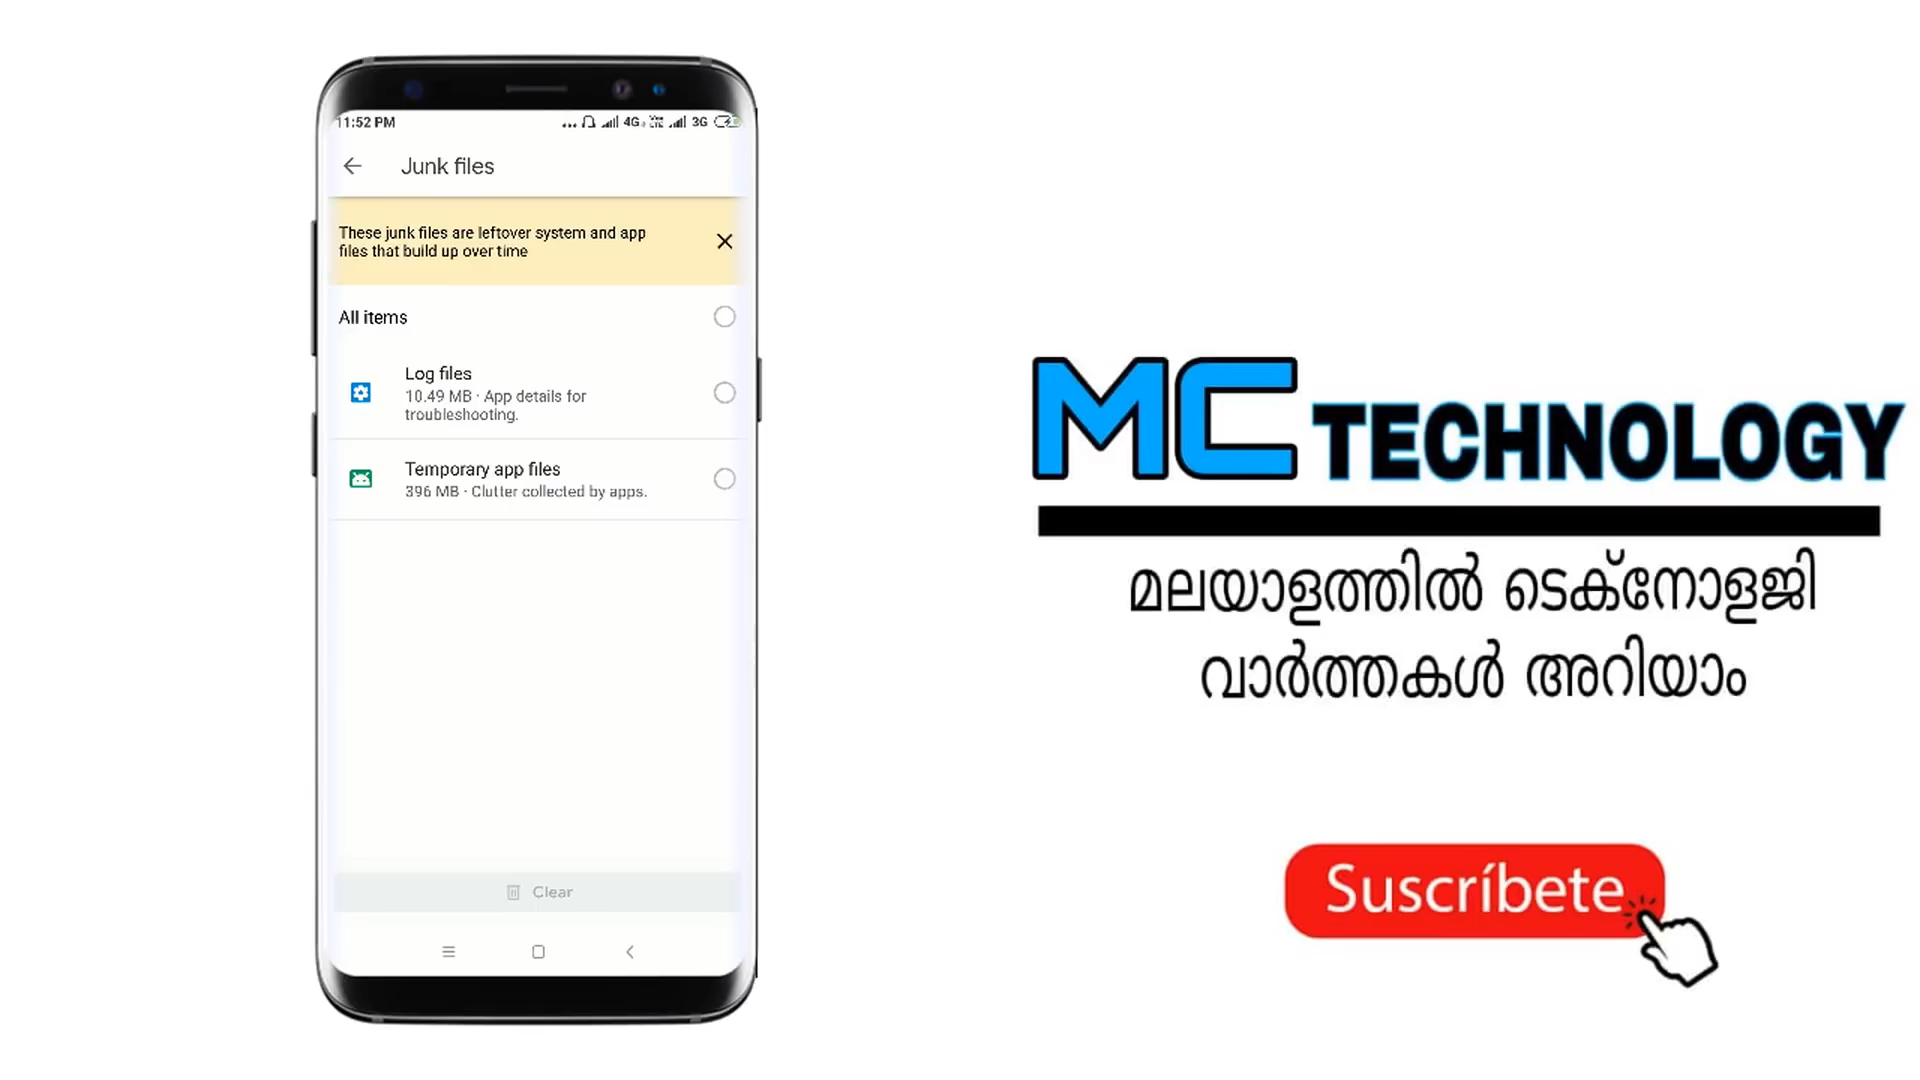 11:52 PM
4G
3G
Junk files
These junk files are leftover system and app
files that build up over time
All items
Log files
10.49 MB · App details for
troubleshooting.
Temporary app files
396 MB · Clutter collected by apps.
Clear
MC TECHNOLOGY
മലയാളത്തിൽ ടെക്നോളജി
വാർത്തകൾ അറിയാം
Suscríbete